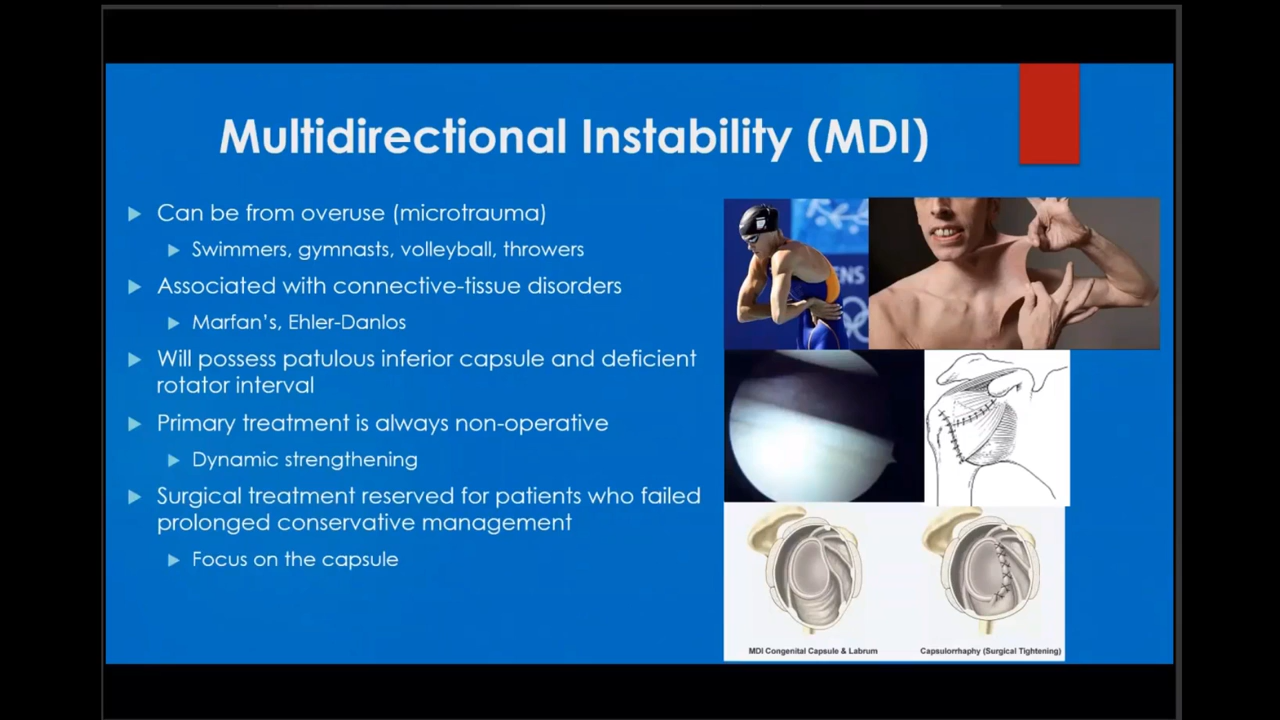 Multidirectional Instability (MDI)
Can be from overuse (microtrauma)
Swimmers, gymnasts, volleyball, throwers
Associated with connective-tissue disorders
Marfan's, Ehler-Danlos
Will possess patulous inferior capsule and deficient
rotator interval
Primary treatment is always non-operative
Dynamic strengthening
Surgical treatment reserved for patients who failed
prolonged conservative management
Focus on the capsule
ENS
MDI Congenital Capsule & Labrum
Capsulorrhaphy (Surgical Tightening)